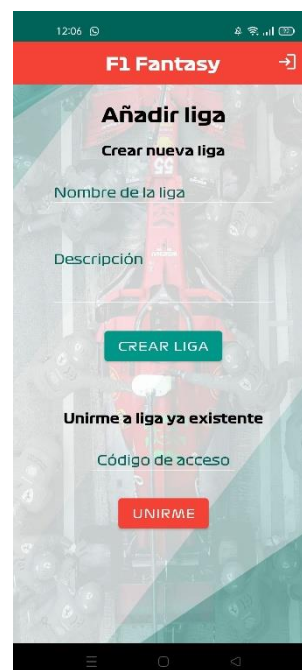 12:06
F1 Fantasy
Añadir liga
Crear nueva liga
55
Nombre de la liga
Descripción
CREAR LIGA
Unirme a liga ya existente
Código de acceso
UNIRME